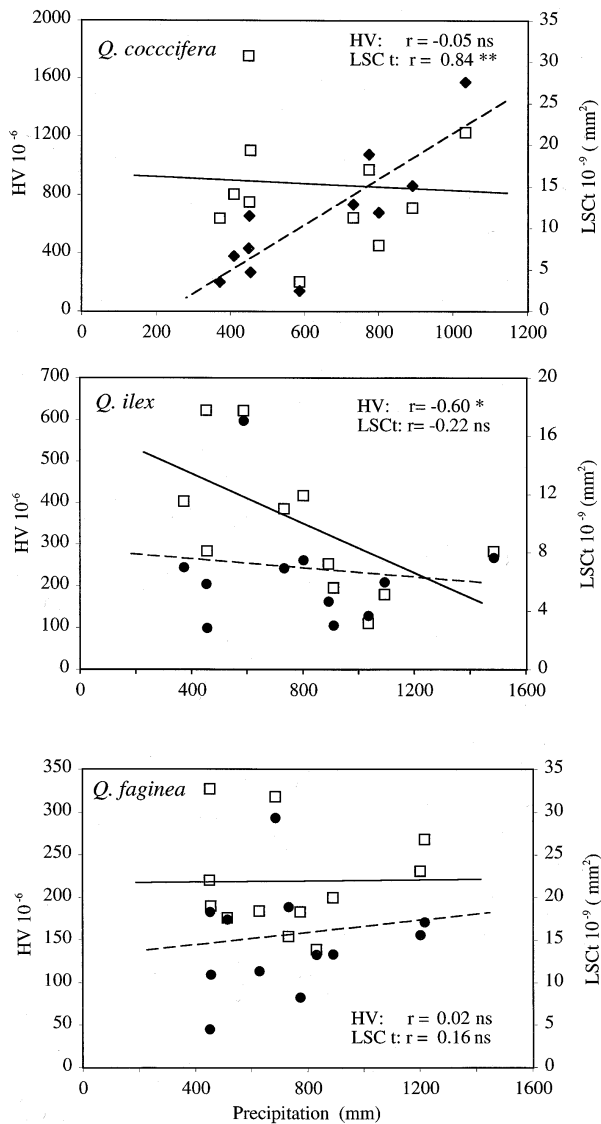 Q. cocccifera
HV: r = -0.05 ns
LSC t: r = 0.84 **
HV 10-6
LSCt 10-9 ( mm2)
2000
1600
1200
800
400
0
35
30
25
20
15
10
5
0
0 200 400 600 800 1000 1200
Q. ilex
HV: r= -0.60 *
LSCt: r= -0.22 ns
HV 10-6
LSCt 10-9 (mm2)
700
600
500
400
300
200
100
0
20
16
12
8
4
0
0 400 800 1200 1600
Q. faginea
HV: r = 0.02 ns
LSC t: r = 0.16 ns
HV 10-6
LSCt 10-9 ( mm2)
350
300
250
200
150
100
50
0
35
30
25
20
15
10
5
0
0 400 800 1200 1600
Precipitation (mm)